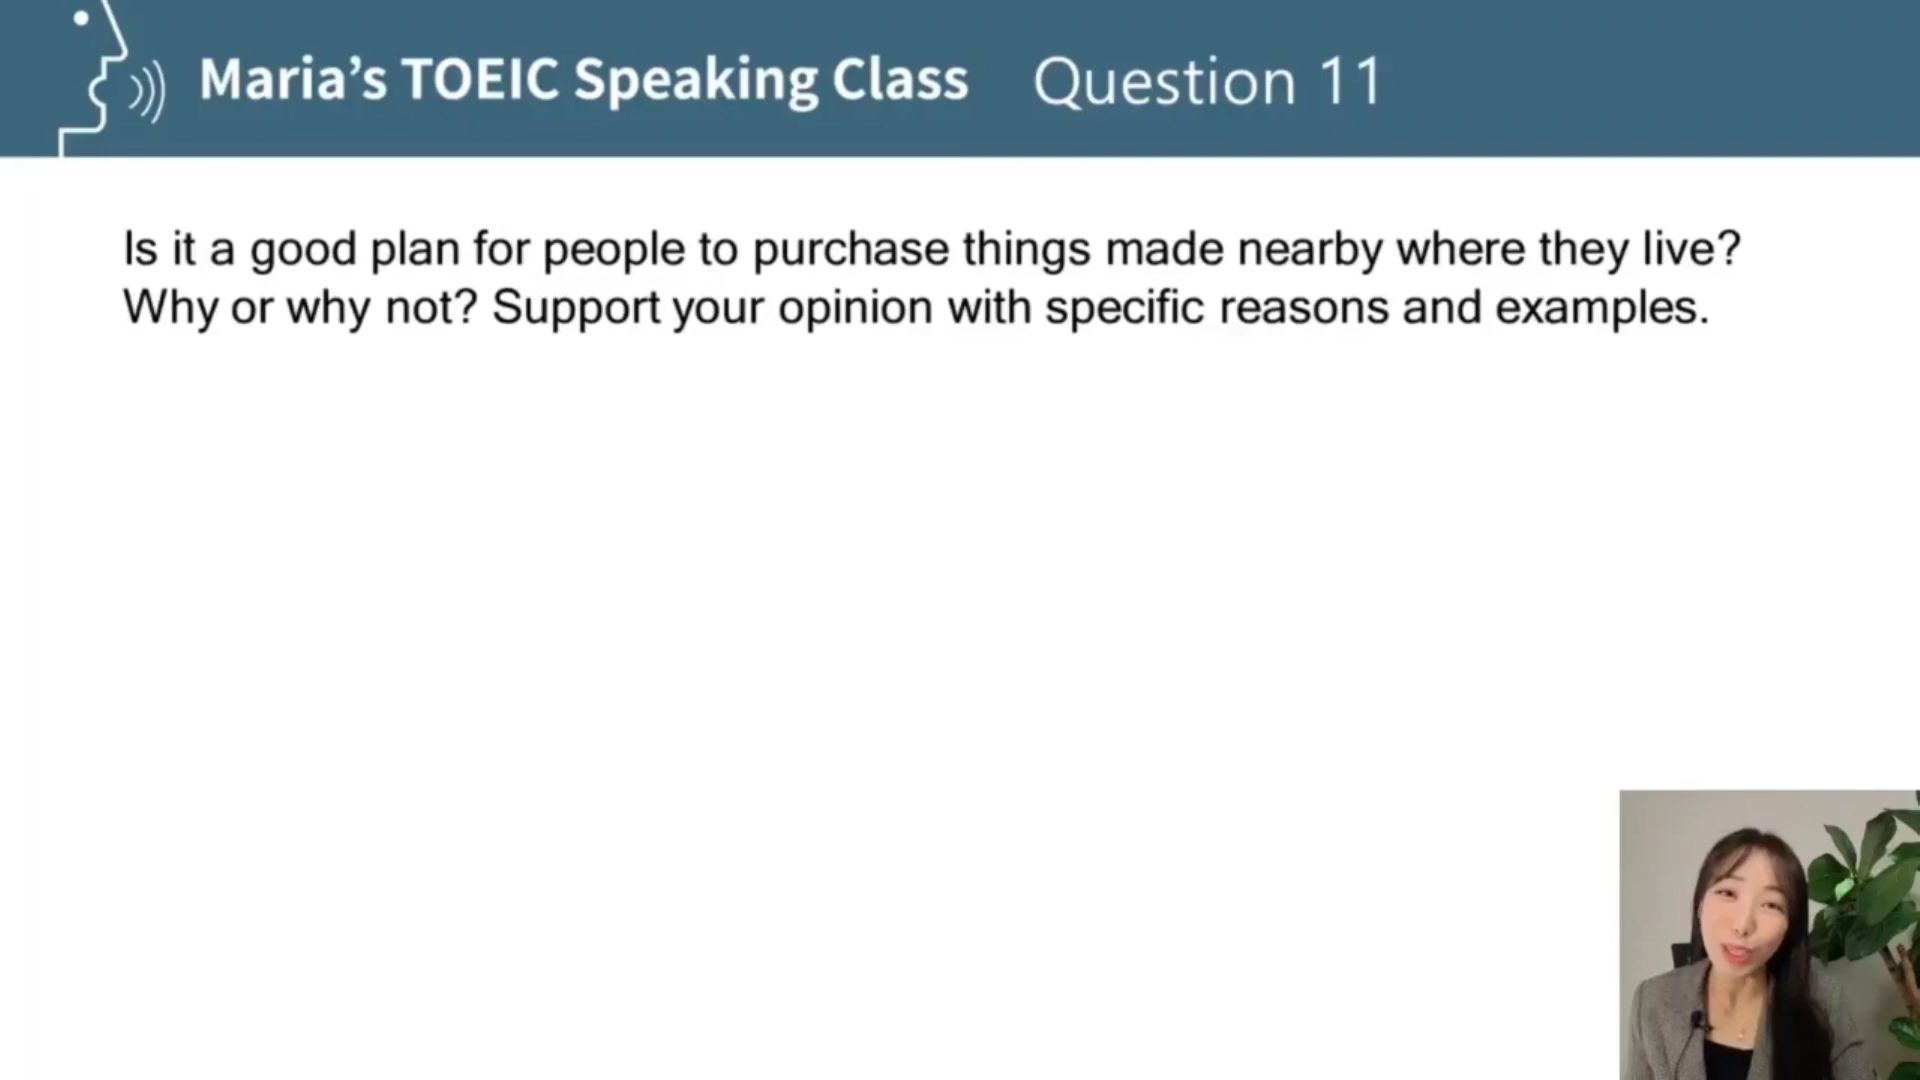 Maria's TOEIC Speaking Class Question 11
Is it a good plan for people to purchase things made nearby where they live?
Why or why not? Support your opinion with specific reasons and examples.